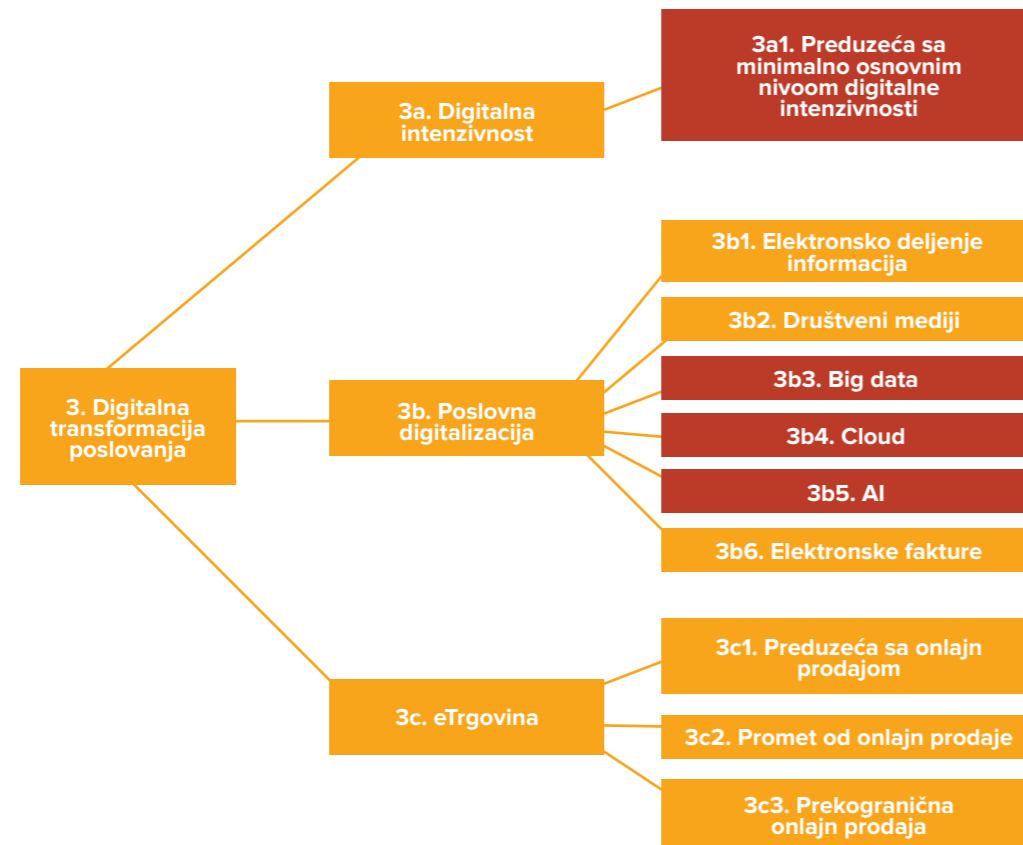 3a1. Preduzeća sa
minimalno osnovnim
nivoom digitalne
intenzivnosti
3a. Digitalna
intenzivnost
3b1. Elektronsko deljenje
informacija
3b2. Društveni mediji
3b3. Big data
3. Digitalna
transformacija
poslovanja
3b. Poslovna
digitalizacija
3b4. Cloud
3b5. AI
3b6. Elektronske fakture
3c1. Preduzeća sa onlajn
prodajom
3c. eTrgovina
3c2. Promet od onlajn prodaje
3c3. Prekogranična
onlajn prodaja